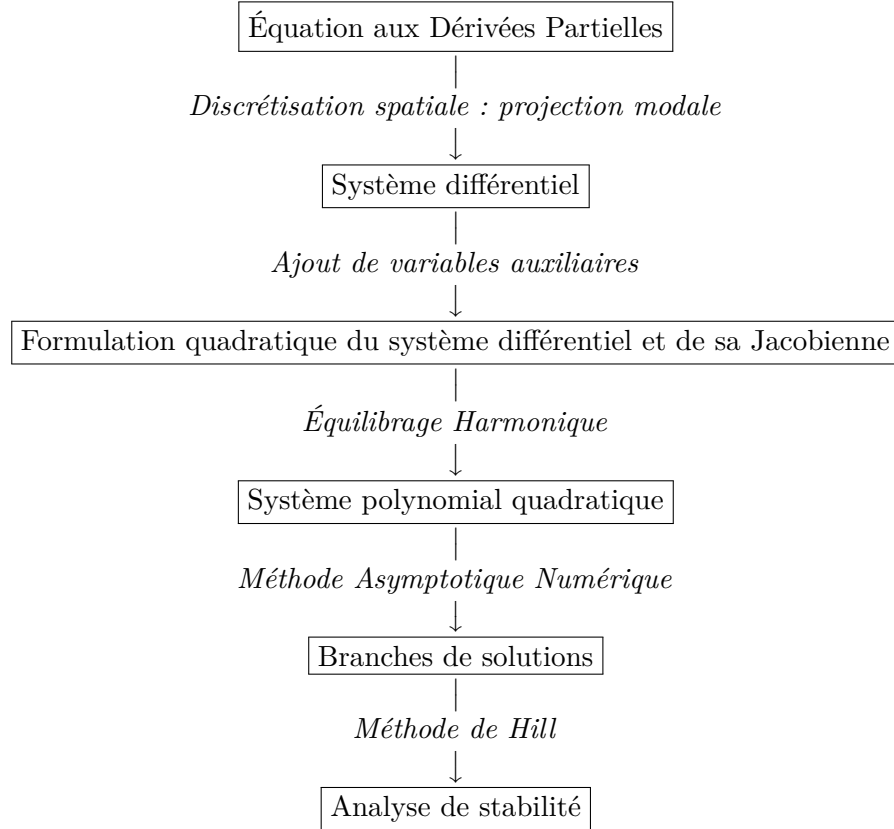 Équation aux Dérivées Partielles
Discrétisation spatiale : projection modale
Système différentiel
Ajout de variables auxiliaires
Formulation quadratique du système différentiel et de sa Jacobienne
Équilibrage Harmonique
Système polynomial quadratique
Méthode Asymptotique Numérique
Branches de solutions
Méthode de Hill
Analyse de stabilité